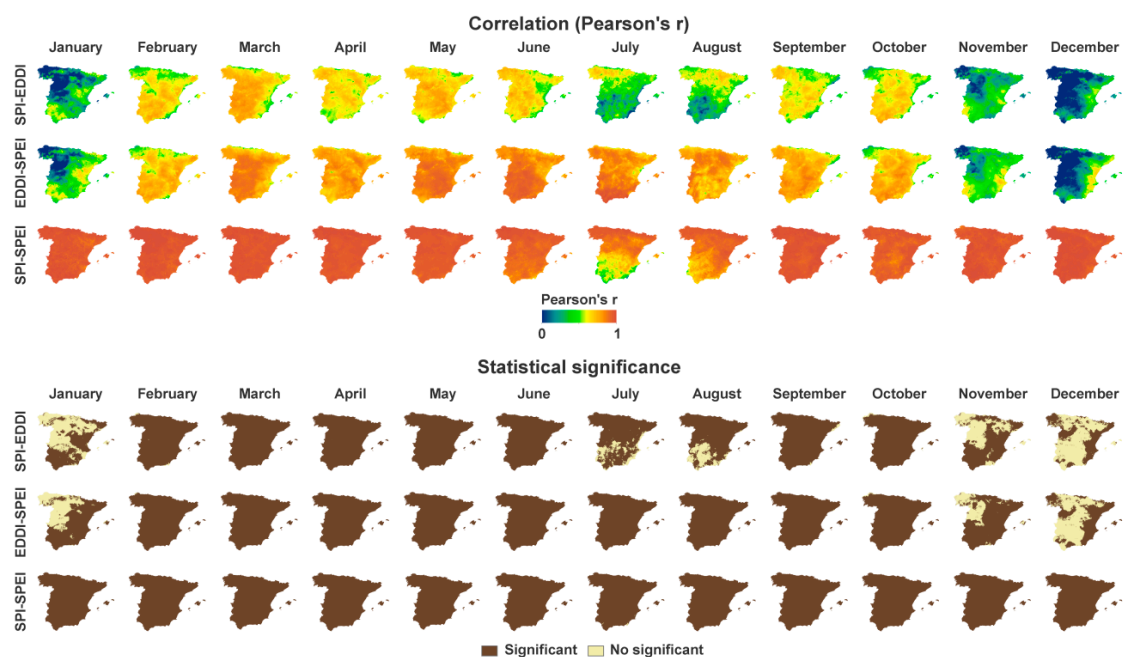 Correlation (Pearson's r)
January February March April May June July August September October November December
SPI-EDDI
EDDI-SPEI
SPI-SPEI
Pearson's r
0 1
Statistical significance
January February March April May June July August September October November December
SPI-EDDI
EDDI-SPEI
SPI-SPEI
Significant No significant